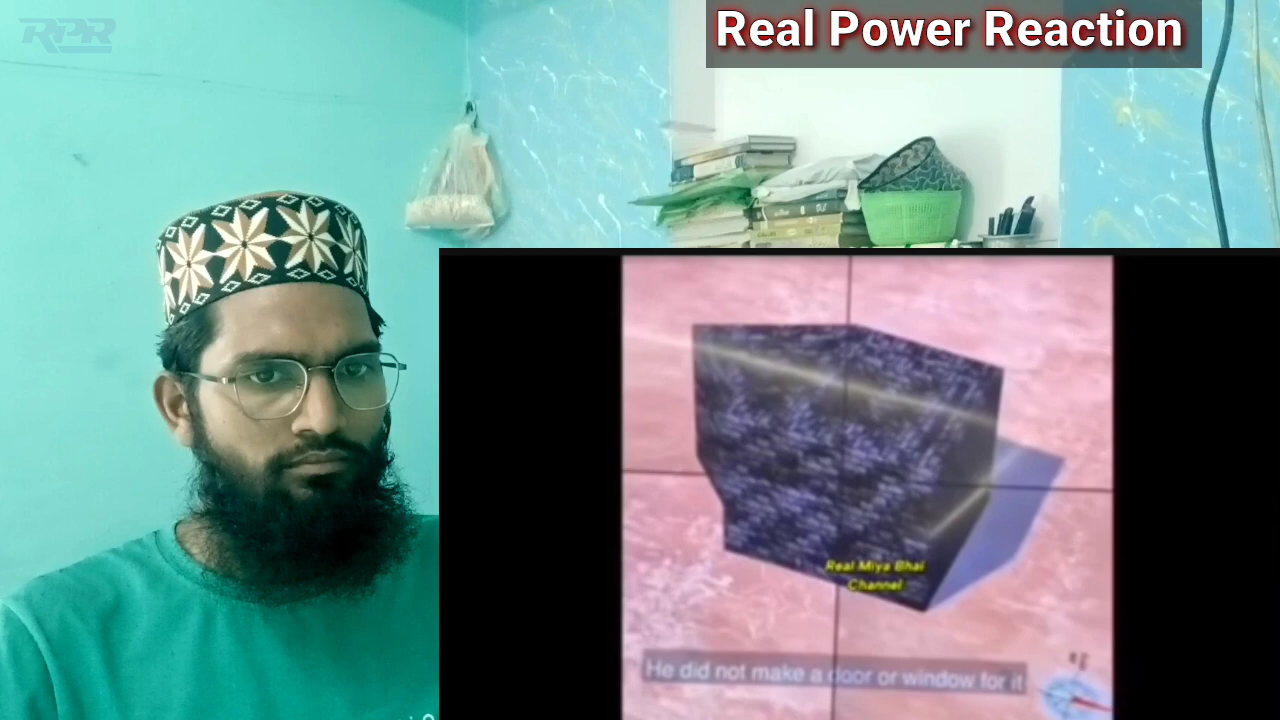 RPR
Real Power Reaction
Real Miya Bhai
Channel
He did not make a door or window for it